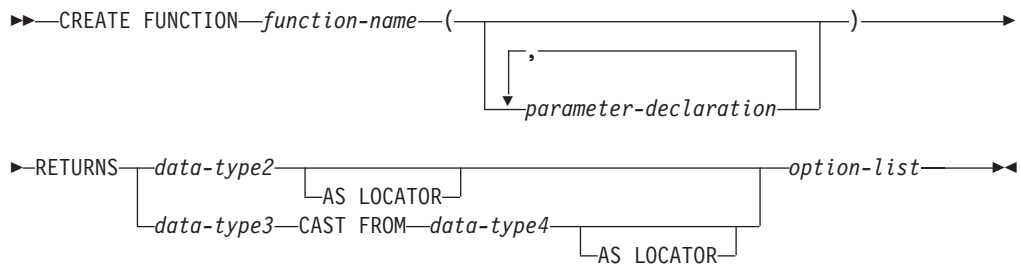 CREATE FUNCTION function-name ( )
,
parameter-declaration
RETURNS data-type2 option-list
AS LOCATOR
data-type3 CAST FROM data-type4
AS LOCATOR